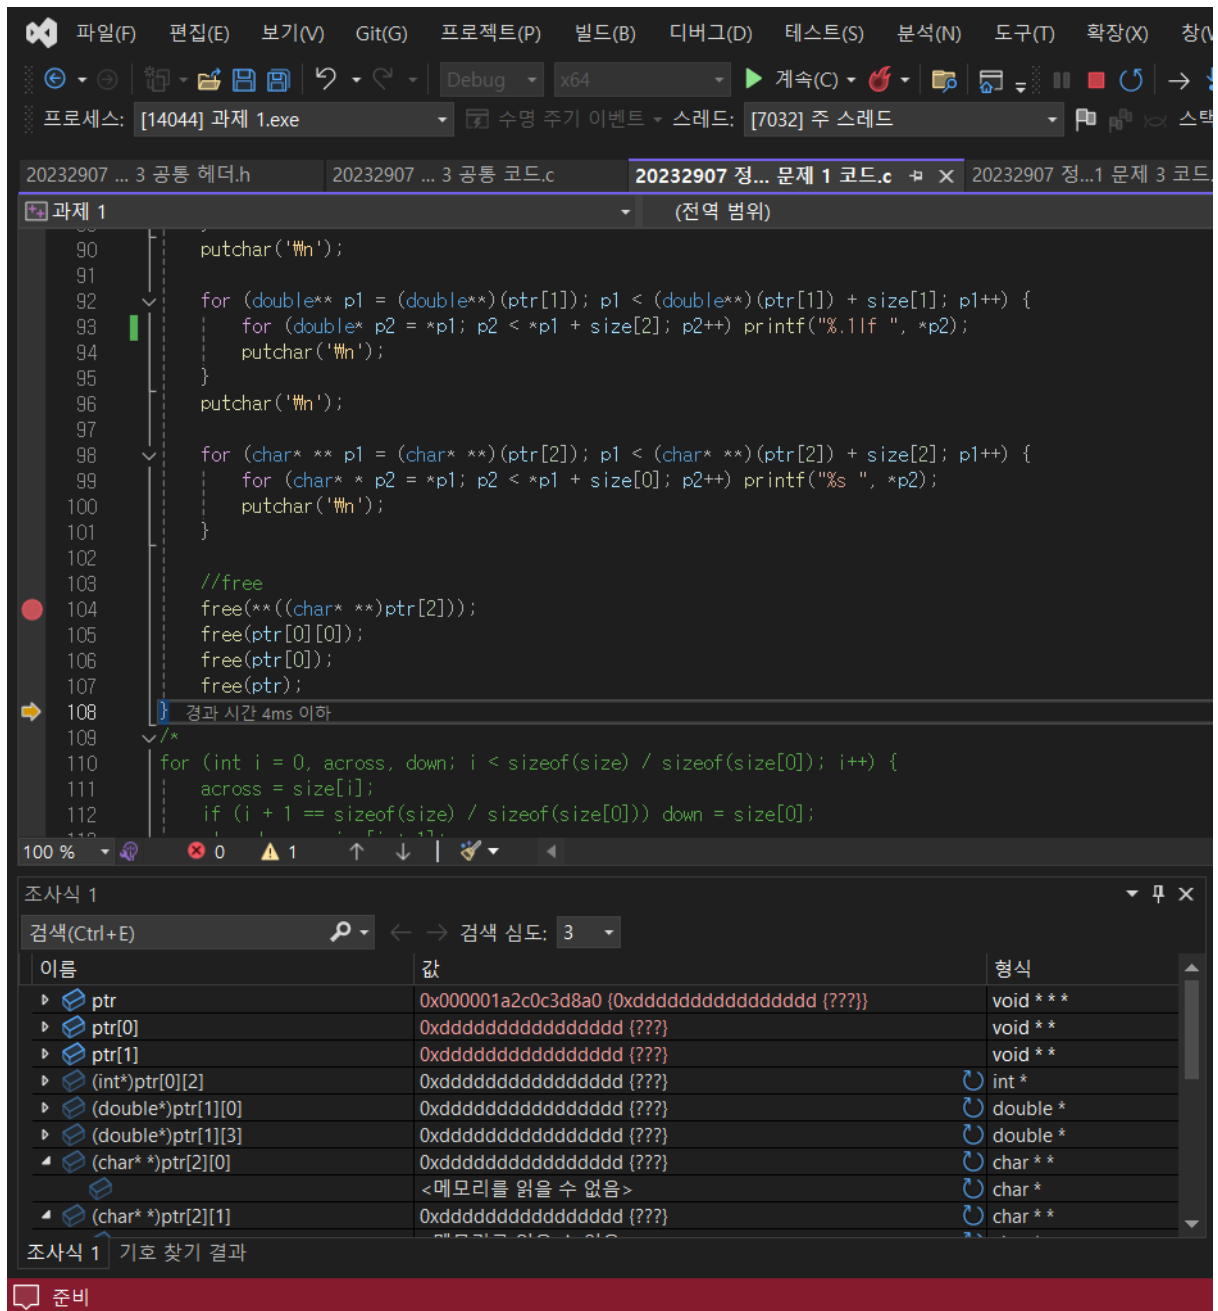 파일(F) 편집(E) 보기(V) Git(G) 프로젝트(P) 빌드(B) 디버그(D) 테스트(S) 분석(N) 도구(T) 확장(X)
Debug x64 계속(C)
프로세스: [14044] 과제 1.exe 수명 주기 이벤트 스레드: [7032] 주 스레드
20232907 ... 3 공통 헤더.h 20232907 ... 3 공통 코드.c 20232907 정... 문제 1 코드.c 20232907 정...1 문제 3 코드.
과제 1 (전역 범위)
90 putchar('₩n');
91
92 for (double** p1 = (double**)(ptr[1]); p1 < (double**)(ptr[1]) + size[1]; p1++) {
93 for (double* p2 = *p1; p2 < *p1 + size[2]; p2++) printf("%.1lf ", *p2);
94 putchar('₩n');
95 }
96 putchar('₩n');
97
98 for (char* ** p1 = (char* **)(ptr[2]); p1 < (char* **)(ptr[2]) + size[2]; p1++) {
99 for (char* * p2 = *p1; p2 < *p1 + size[0]; p2++) printf("%s ", *p2);
100 putchar('₩n');
101 }
102
103 //free
104 free(**((char* **)ptr[2]));
105 free(ptr[0][0]);
106 free(ptr[0]);
107 free(ptr);
108 } 경과 시간 4ms 이하
109 /*
110 for (int i = 0, across, down; i < sizeof(size) / sizeof(size[0]); i++) {
111 across = size[i];
112 if (i + 1 == sizeof(size) / sizeof(size[0])) down = size[0];
100 % 0 1
조사식 1
검색(Ctrl+E) 검색 심도: 3
이름 값 형식
ptr 0x000001a2c0c3d8a0 {0xdddddddddddddddd {???}} void * * *
ptr[0] 0xdddddddddddddddd {???} void * *
ptr[1] 0xdddddddddddddddd {???} void * *
(int*)ptr[0][2] 0xdddddddddddddddd {???} int *
(double*)ptr[1][0] 0xdddddddddddddddd {???} double *
(double*)ptr[1][3] 0xdddddddddddddddd {???} double *
(char* *)ptr[2][0] 0xdddddddddddddddd {???} char * *
<메모리를 읽을 수 없음> char *
(char* *)ptr[2][1] 0xdddddddddddddddd {???} char * *
조사식 1 기호 찾기 결과
준비